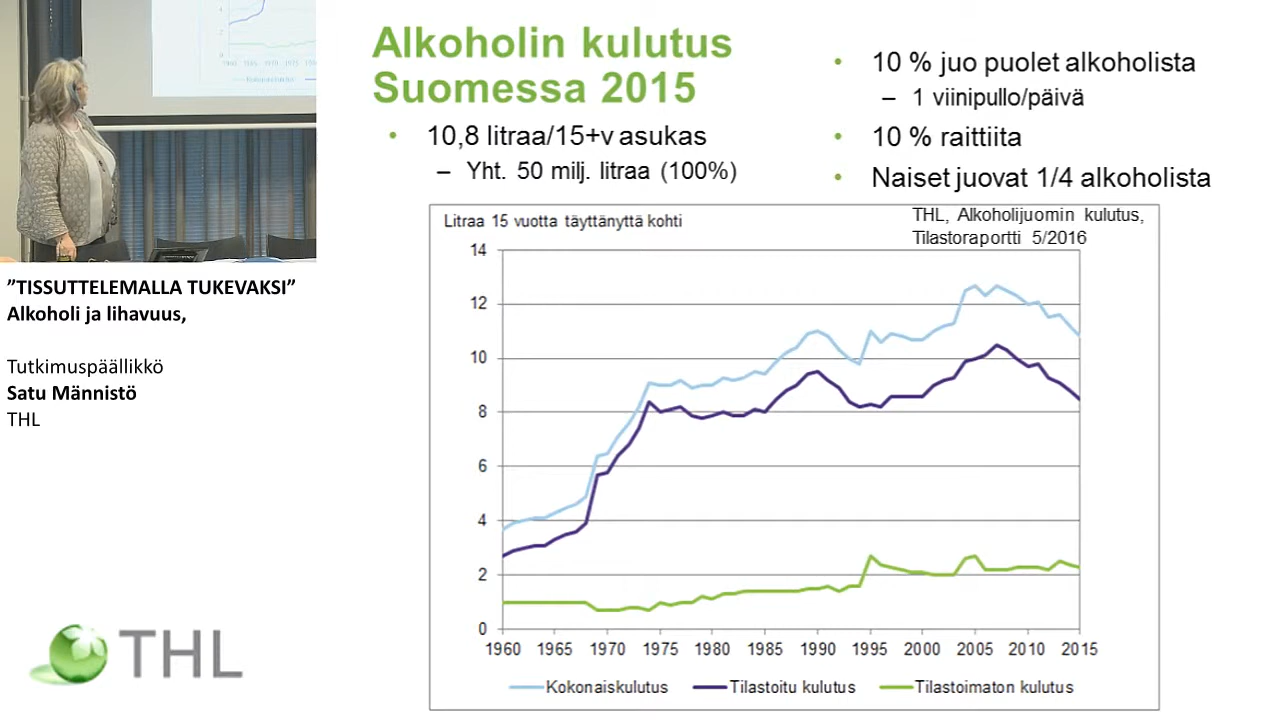 Alkoholin kulutus
Suomessa 2015
• 10,8 litraa/15+v asukas
– Yht. 50 milj. litraa (100%)
• 10 % juo puolet alkoholista
– 1 viinipullo/päivä
• 10 % raittiita
• Naiset juovat 1/4 alkoholista
”TISSUTTELEMALLA TUKEVAKSI”
Alkoholi ja lihavuus,
Tutkimuspäällikkö
Satu Männistö
THL
THL
Litraa 15 vuotta täyttänyttä kohti
THL, Alkoholijuomin kulutus,
Tilastoraportti 5/2016
14
12
10
8
6
4
2
0
1960 1965 1970 1975 1980 1985 1990 1995 2000 2005 2010 2015
Kokonaiskulutus Tilastoitu kulutus Tilastoimaton kulutus